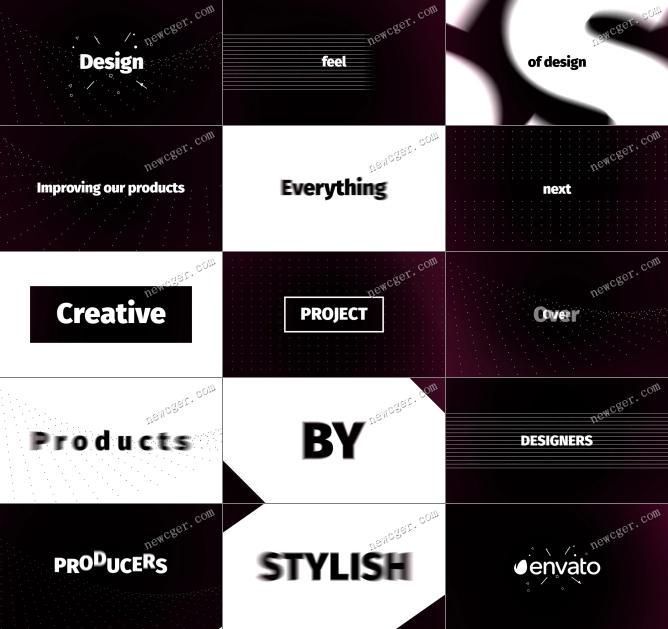 Design
newcger.com
feel
newcger.com
of design
newcger.com
Improving our products
newcger.com
Everything
newcger.com
next
newcger.com
Creative
newcger.com
PROJECT
newcger.com
Over
Over
newcger.com
Products
newcger.com
BY
newcger.com
DESIGNERS
newcger.com
PRODUCERS
newcger.com
STYLISH
newcger.com
envato
newcger.com